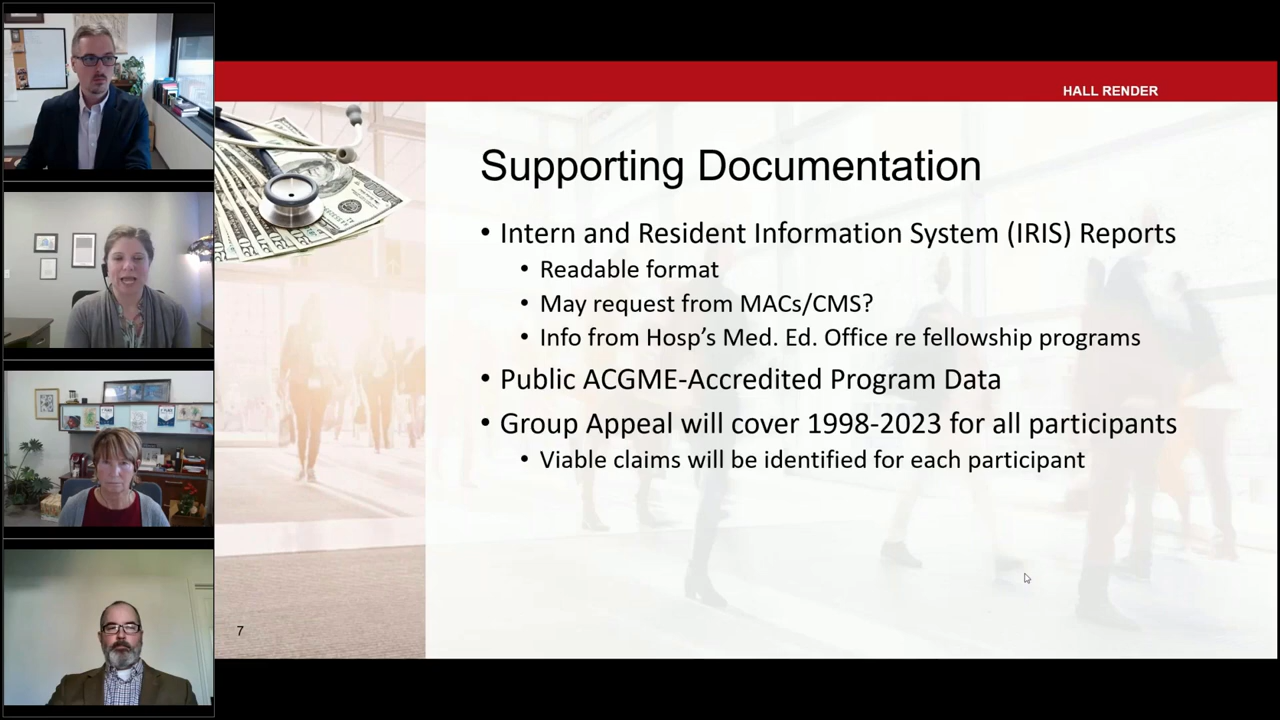 HALL RENDER
Supporting Documentation
• Intern and Resident Information System (IRIS) Reports
• Readable format
• May request from MACs/CMS?
• Info from Hosp’s Med. Ed. Office re fellowship programs
• Public ACGME-Accredited Program Data
• Group Appeal will cover 1998-2023 for all participants
• Viable claims will be identified for each participant
7